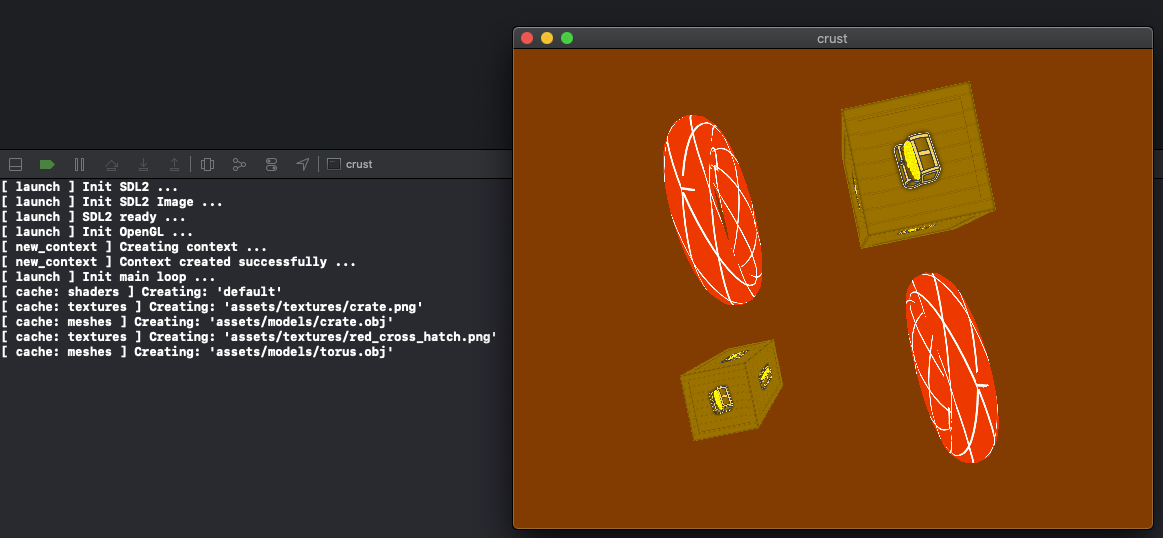 crust
crust
[ launch ] Init SDL2 ...
[ launch ] Init SDL2 Image ...
[ launch ] SDL2 ready ...
[ launch ] Init OpenGL ...
[ new_context ] Creating context ...
[ new_context ] Context created successfully ...
[ launch ] Init main loop ...
[ cache: shaders ] Creating: 'default'
[ cache: textures ] Creating: 'assets/textures/crate.png'
[ cache: meshes ] Creating: 'assets/models/crate.obj'
[ cache: textures ] Creating: 'assets/textures/red_cross_hatch.png'
[ cache: meshes ] Creating: 'assets/models/torus.obj'